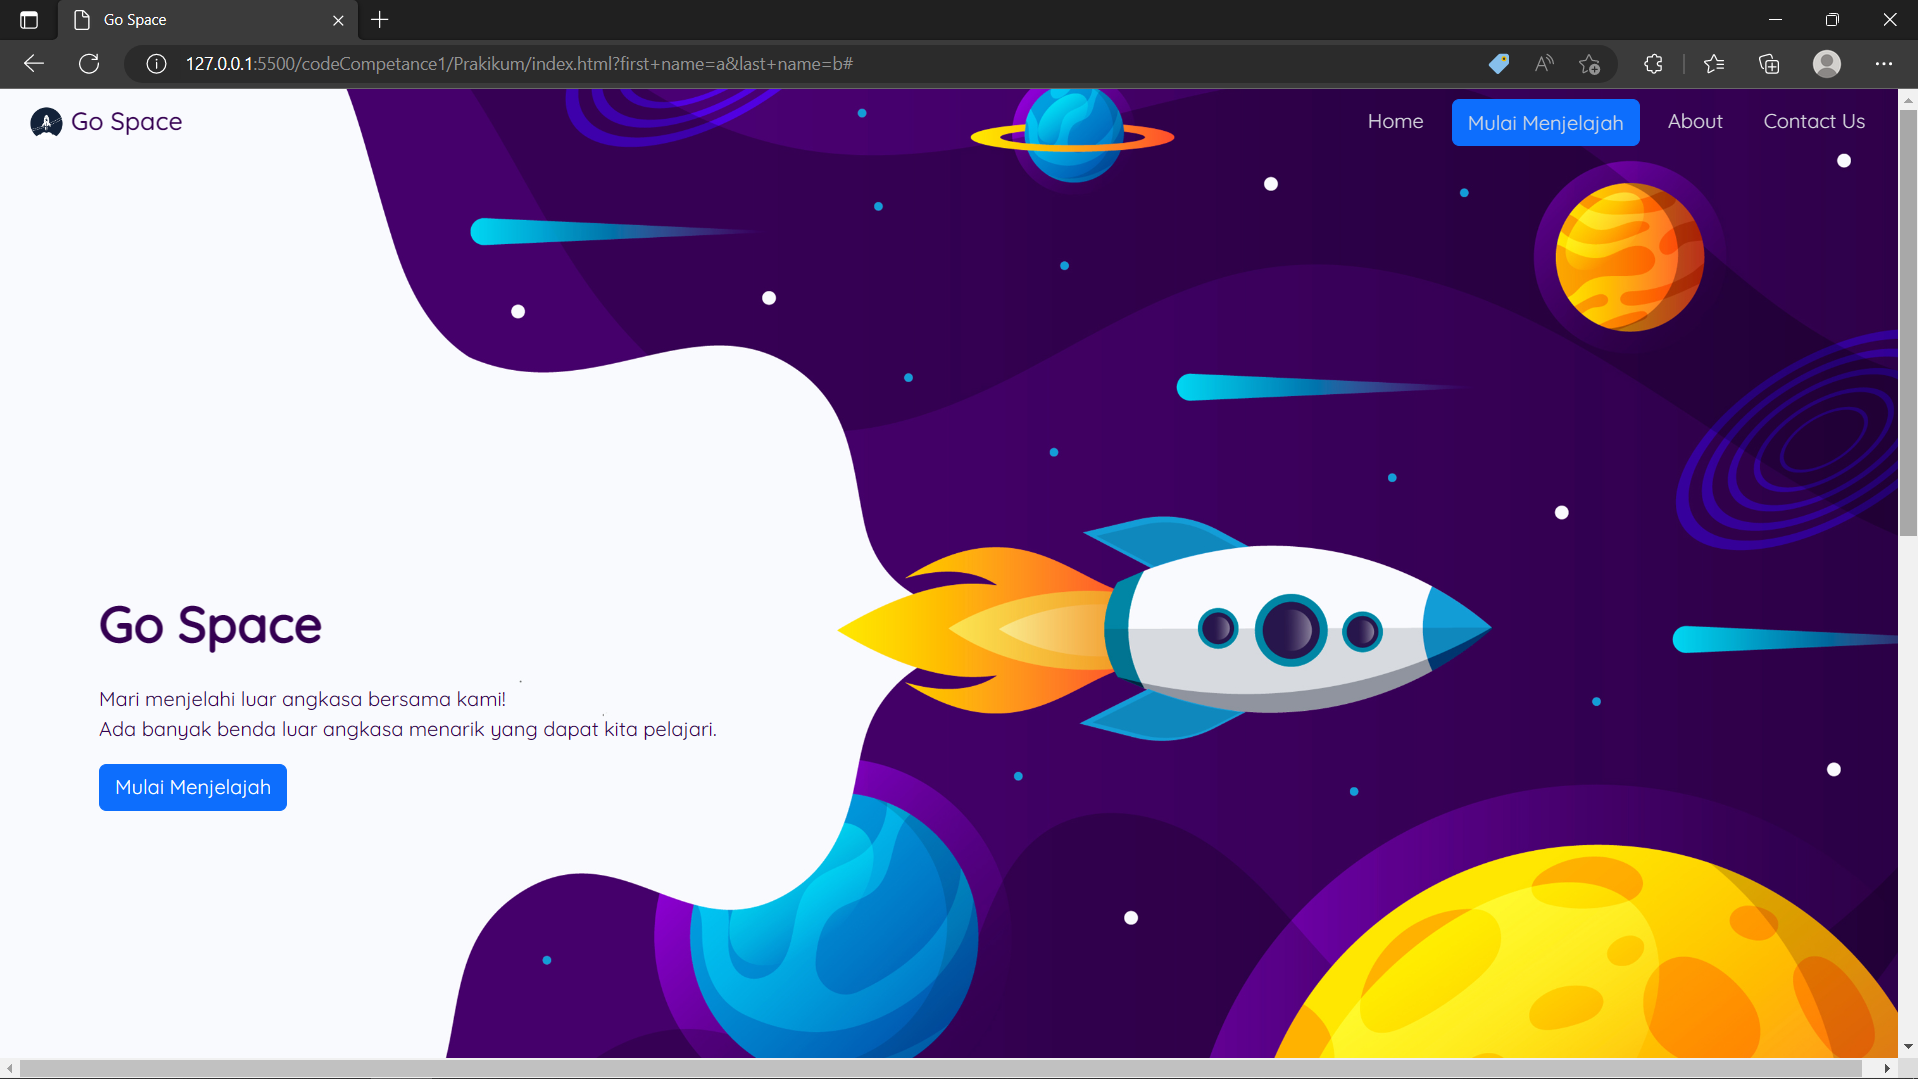 Go Space
127.0.0.1:5500/codeCompetance1/Prakikum/index.html?first+name=a&last+name=b#
Go Space
Home
Mulai Menjelajah
About
Contact Us
Go Space
Mari menjelahi luar angkasa bersama kami!
Ada banyak benda luar angkasa menarik yang dapat kita pelajari.
Mulai Menjelajah